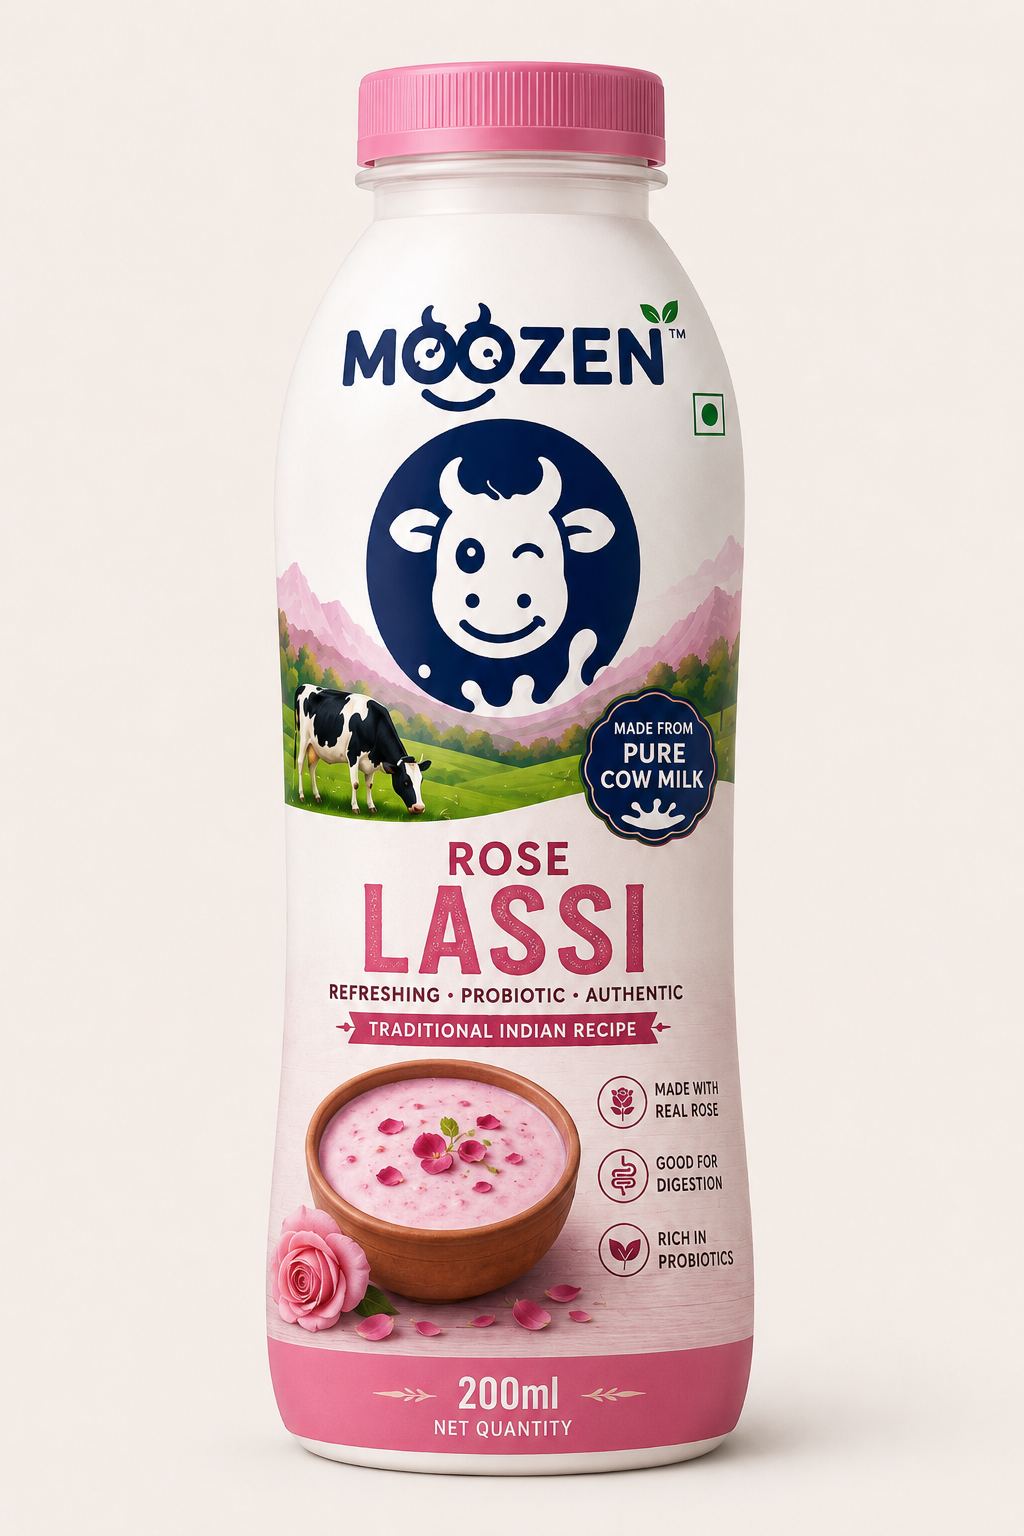 MOOZEN™
MADE FROM
PURE
COW MILK
ROSE
LASSI
REFRESHING • PROBIOTIC • AUTHENTIC
TRADITIONAL INDIAN RECIPE
MADE WITH
REAL ROSE
GOOD FOR
DIGESTION
RICH IN
PROBIOTICS
200ml
NET QUANTITY